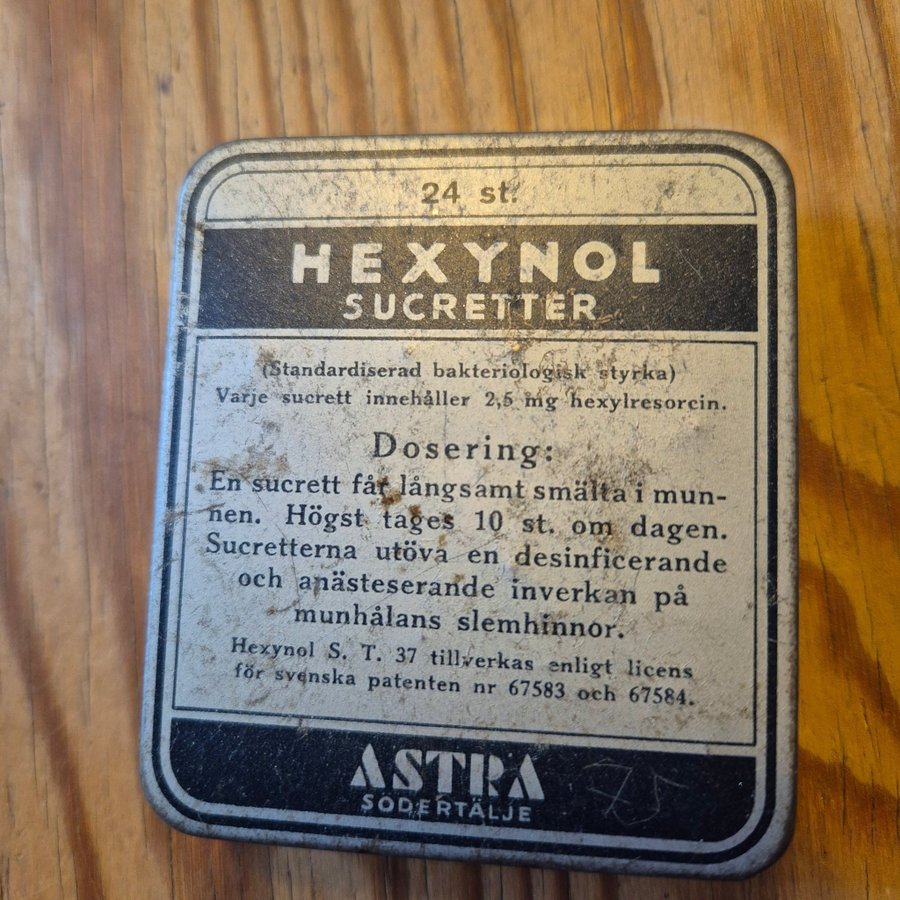 24 st.
HEXYNOL
SUCRETTER
(Standardiserad bakteriologisk styrka)
Varje sucrett innehåller 2,5 mg hexylresorcin.
Dosering:
En sucrett får långsamt smälta i mun-
nen. Högst tages 10 st. om dagen.
Sucretterna utöva en desinficerande
och anästeserande inverkan på
munhålans slemhinnor.
Hexynol S. T. 37 tillverkas enligt licens
för svenska patenten nr 67583 och 67584.
ASTRA
SÖDERTÄLJE
75